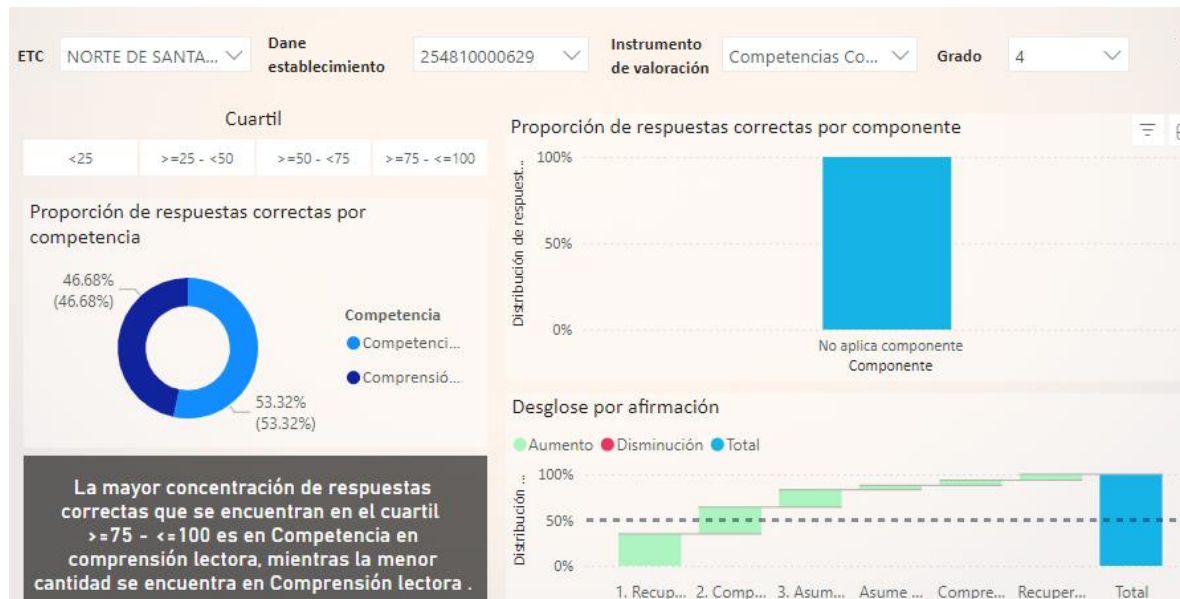 ETC
NORTE DE SANTA...
Dane
establecimiento
254810000629
Instrumento
de valoración
Competencias Co...
Grado
4
Cuartil
<25
>=25 - <50
>=50 - <75
>=75 - <=100
Proporción de respuestas correctas por
competencia
46.68%
(46.68%)
53.32%
(53.32%)
Competencia
Competenci...
Comprensió...
La mayor concentración de respuestas
correctas que se encuentran en el cuartil
>=75 - <=100 es en Competencia en
comprensión lectora, mientras la menor
cantidad se encuentra en Comprensión lectora .
Proporción de respuestas correctas por componente
Distribución de respuest...
100%
50%
0%
No aplica componente
Componente
Desglose por afirmación
Aumento
Disminución
Total
Distribución ...
100%
50%
0%
1. Recup...
2. Comp...
3. Asum...
Asume ...
Compre...
Recuper...
Total